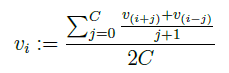 $v_i := \frac{\sum_{j=0}^{C} \frac{v_{(i+j)} + v_{(i-j)}}{j+1}}{2C}$